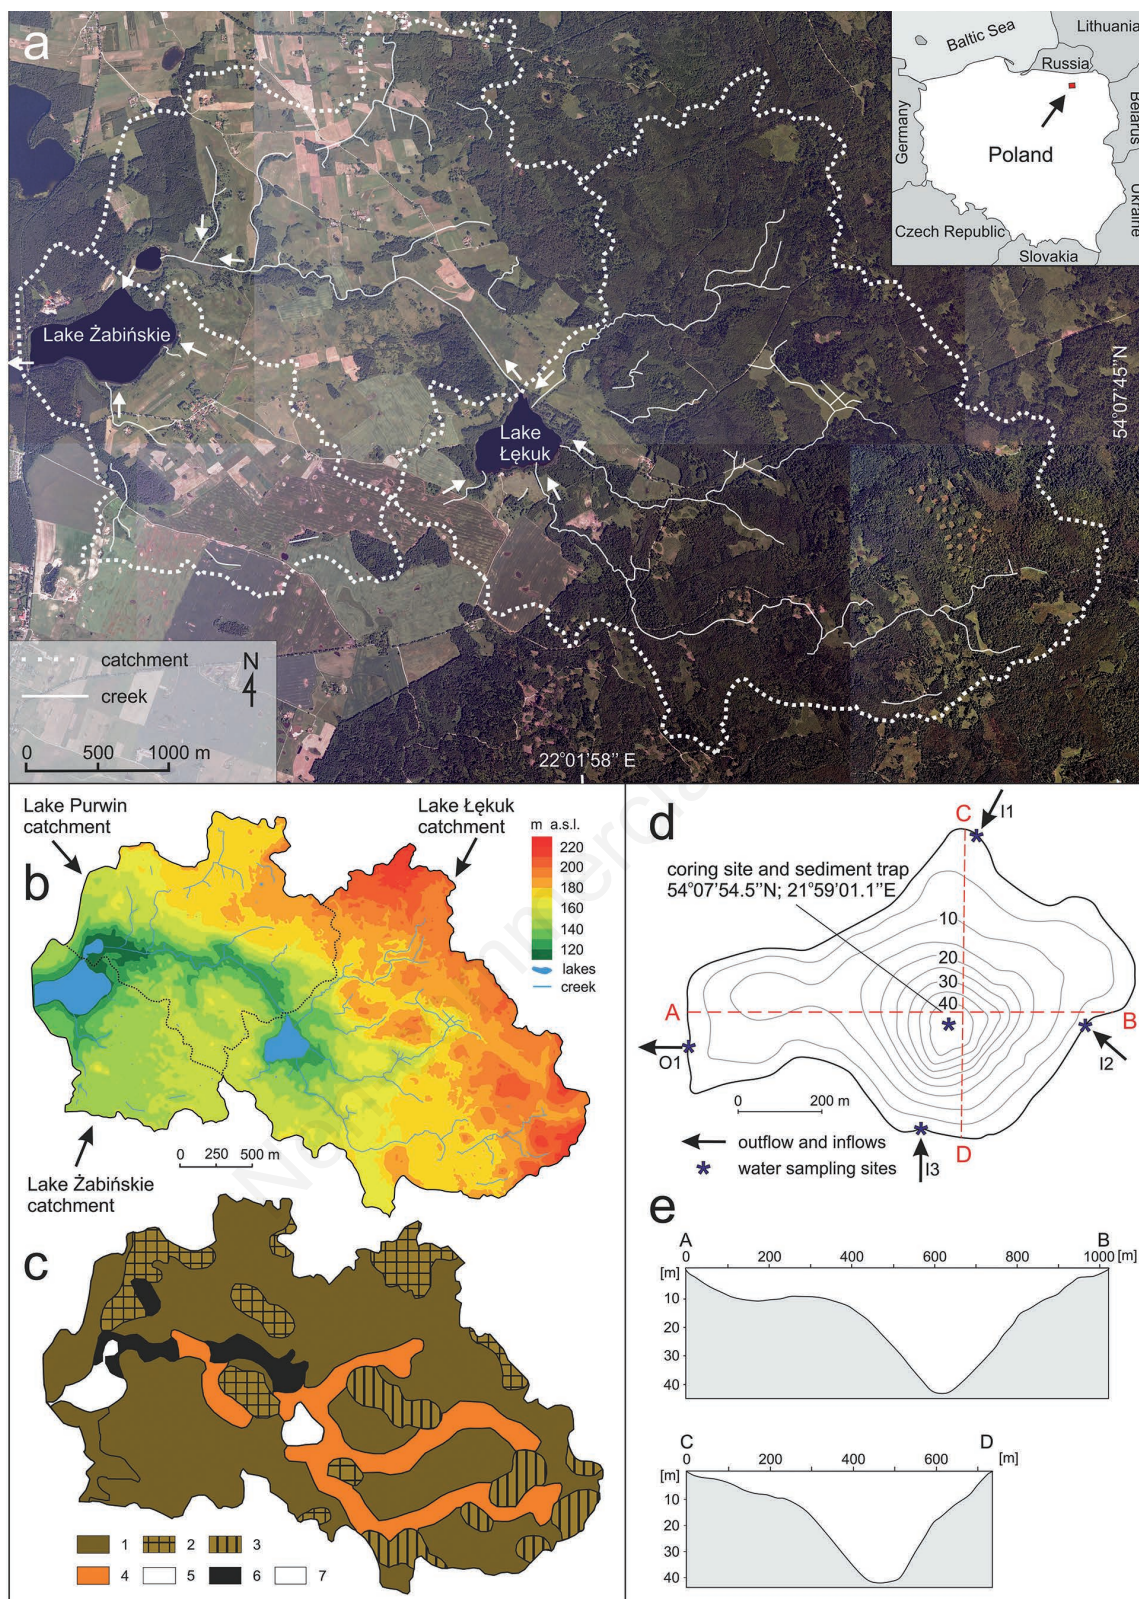 a
Baltic Sea
Lithuania
Russia
Germany
Belarus
Poland
Ukraine
Czech Republic
Slovakia
Lake Żabińskie
Lake
Łękuk
54°07'45''N
catchment
creek
N
0 500 1000 m
22°01'58'' E
Lake Purwin
catchment
Lake Łękuk
catchment
b
m a.s.l.
220
200
180
160
140
120
lakes
creek
0 250 500 m
Lake Żabińskie
catchment
c
1 2 3
4 5 6 7
d
C
I1
coring site and sediment trap
54°07'54.5’’N; 21°59'01.1’’E
10
20
30
40
A
B
O1
I2
0 200 m
outflow and inflows
water sampling sites
D
I3
e
A B
0 200 400 600 800 1000 [m]
[m]
10
20
30
40
C D
0 200 400 600 [m]
[m]
10
20
30
40